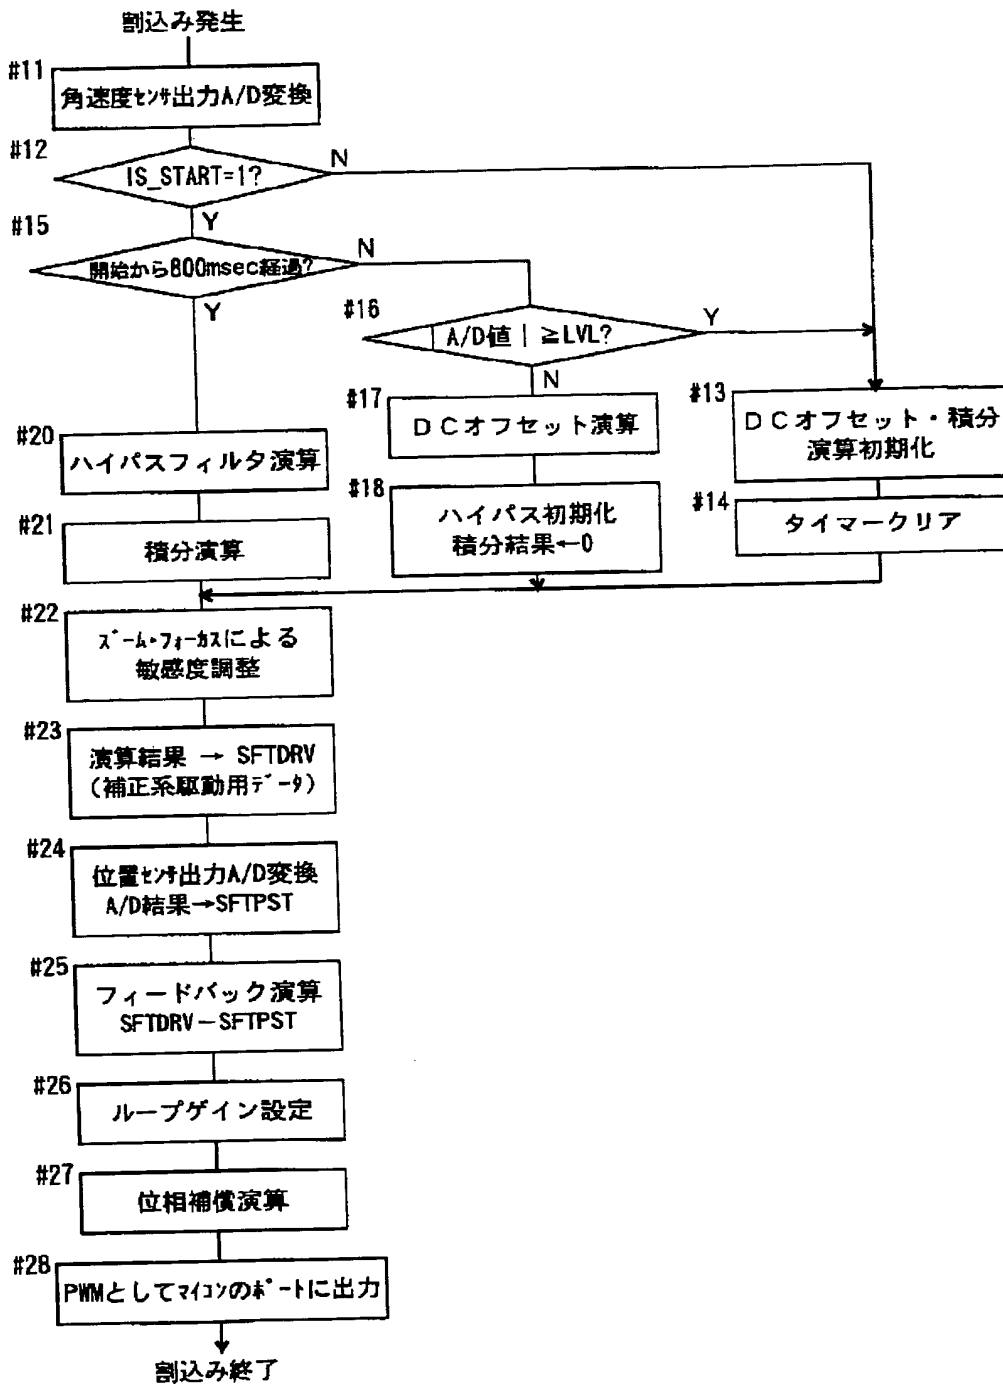 割込み発生
#11
角速度ｾﾝｻ出力A/D変換
#12
IS_START=1?
N
Y
#15
開始から800msec経過?
N
Y
#16
｜A/D値｜≧LVL?
Y
N
#17
DCオフセット演算
#13
DCオフセット・積分
演算初期化
#18
ハイパス初期化
積分結果←0
#14
タイマークリア
#20
ハイパスフィルタ演算
#21
積分演算
#22
ｽﾞｰﾑ･ﾌｫｰｶｽによる
敏感度調整
#23
演算結果 → SFTDRV
(補正系駆動用ﾃﾞｰﾀ)
#24
位置ｾﾝｻ出力A/D変換
A/D結果→SFTPST
#25
フィードバック演算
SFTDRV－SFTPST
#26
ループゲイン設定
#27
位相補償演算
#28
PWMとしてﾏｲｺﾝのﾎﾟｰﾄに出力
割込み終了